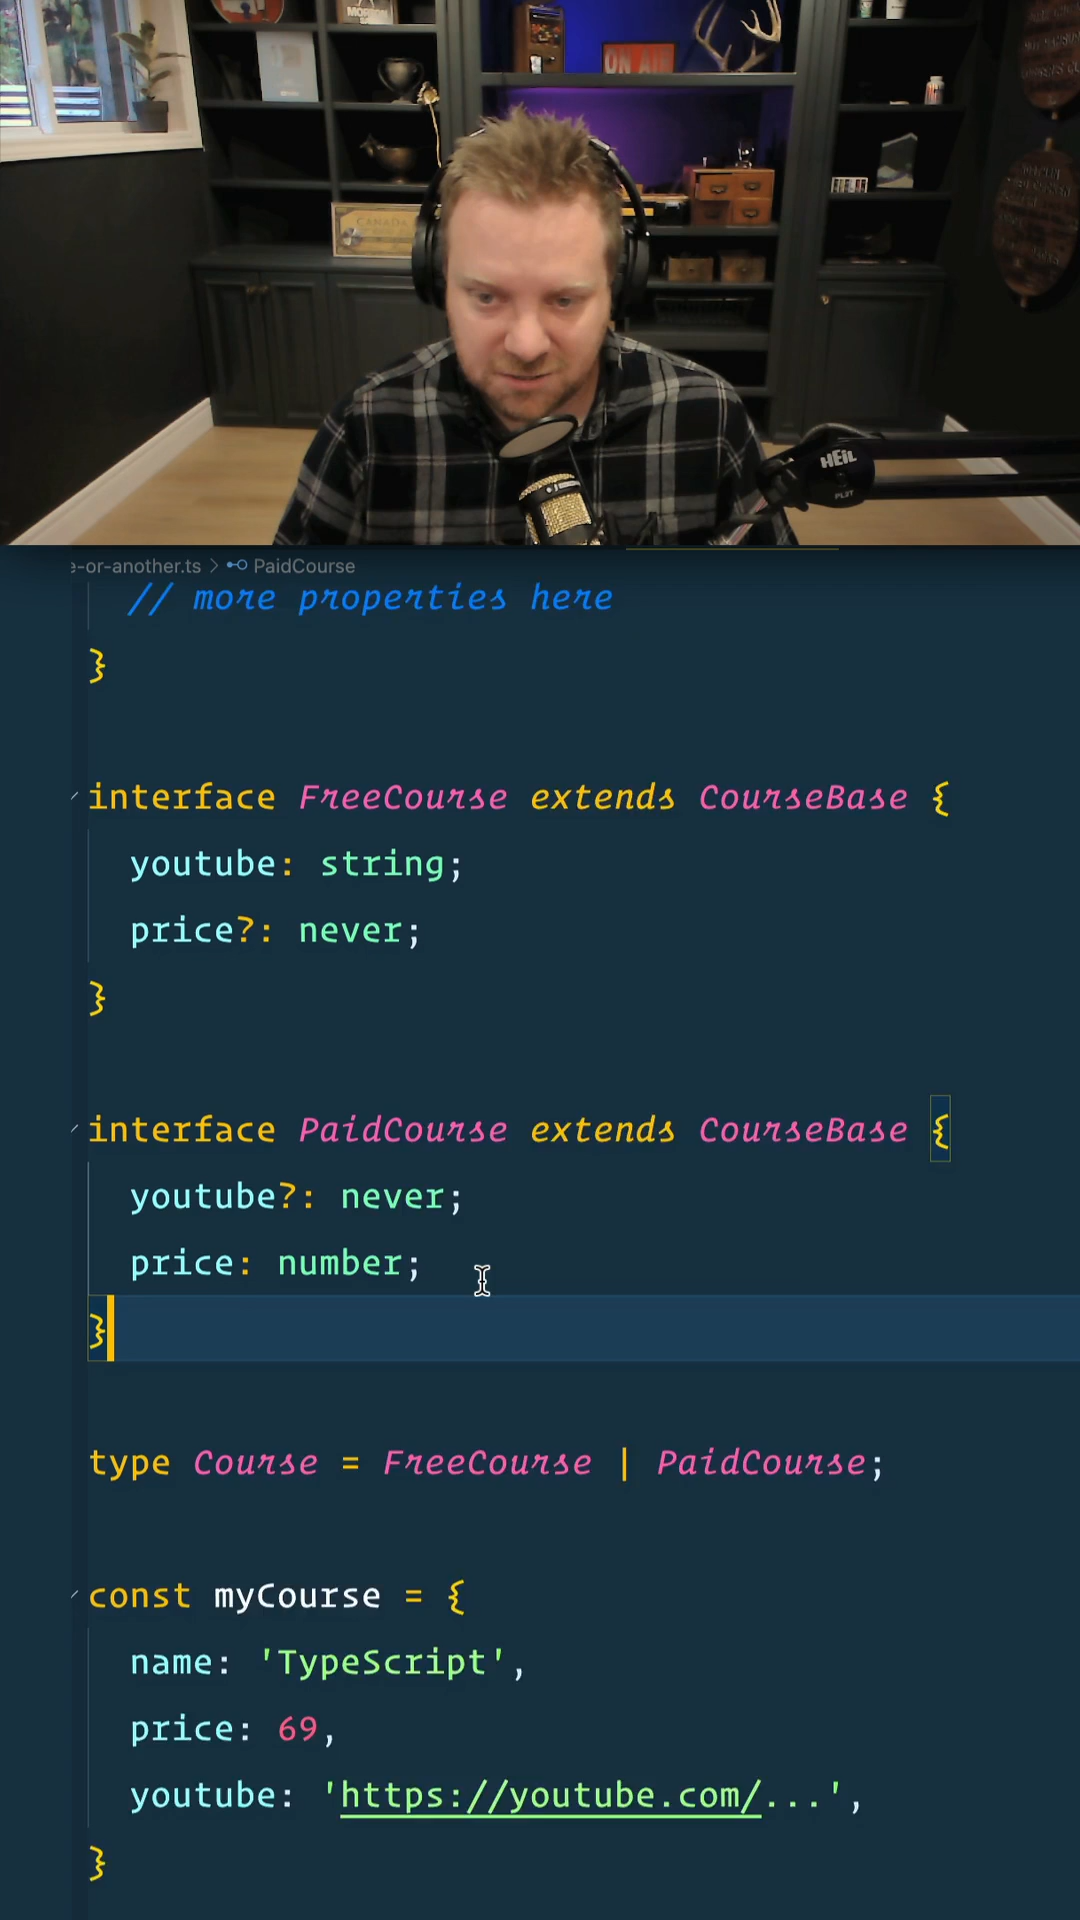 ON AIR
CANADA
HEiL
PL2T
e-or-another.ts > PaidCourse
// more properties here
}
interface FreeCourse extends CourseBase {
youtube: string;
price?: never;
}
interface PaidCourse extends CourseBase {
youtube?: never;
price: number;
}
type Course = FreeCourse | PaidCourse;
const myCourse = {
name: 'TypeScript',
price: 69,
youtube: 'https://youtube.com/...',
}